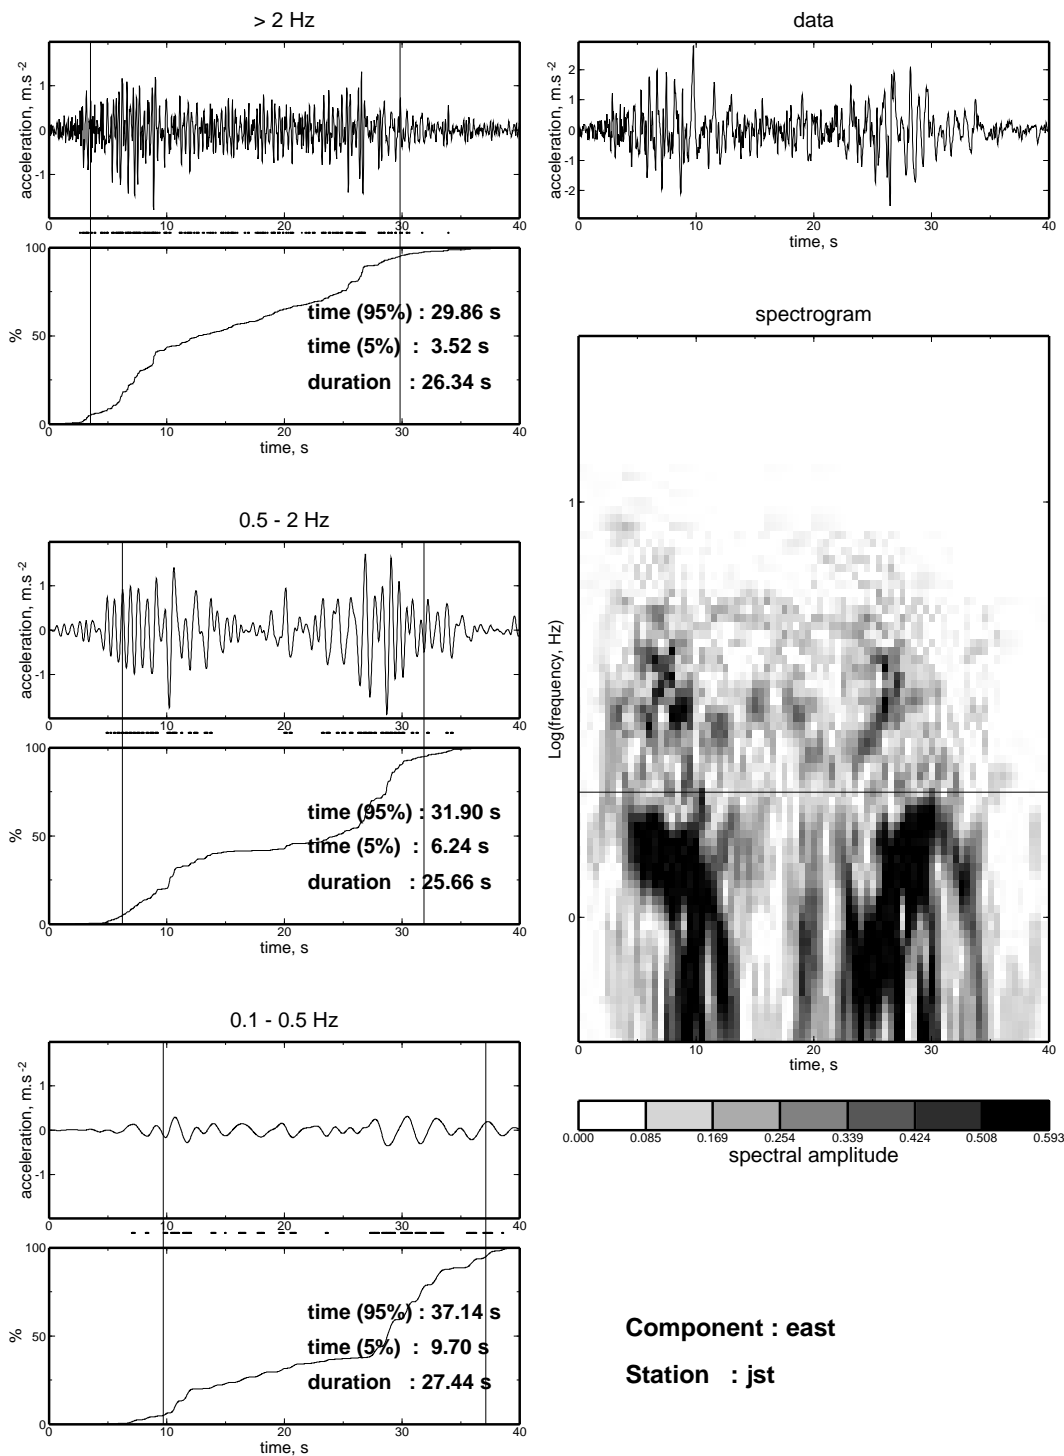 > 2 Hz
acceleration, m.s-2
1
0
-1
0 10 20 30 40
100
50
0
%
time (95%) : 29.86 s
time (5%) : 3.52 s
duration : 26.34 s
0 10 20 30 40
time, s
0.5 - 2 Hz
acceleration, m.s-2
1
0
-1
0 10 20 30 40
100
50
0
%
time (95%) : 31.90 s
time (5%) : 6.24 s
duration : 25.66 s
0 10 20 30 40
time, s
0.1 - 0.5 Hz
acceleration, m.s-2
1
0
-1
0 10 20 30 40
100
50
0
%
time (95%) : 37.14 s
time (5%) : 9.70 s
duration : 27.44 s
0 10 20 30 40
time, s
data
acceleration, m.s-2
2
1
0
-1
-2
0 10 20 30 40
time, s
spectrogram
Log(frequency, Hz)
1
0
0 10 20 30 40
time, s
0.000 0.085 0.169 0.254 0.339 0.424 0.508 0.593
spectral amplitude
Component : east
Station : jst